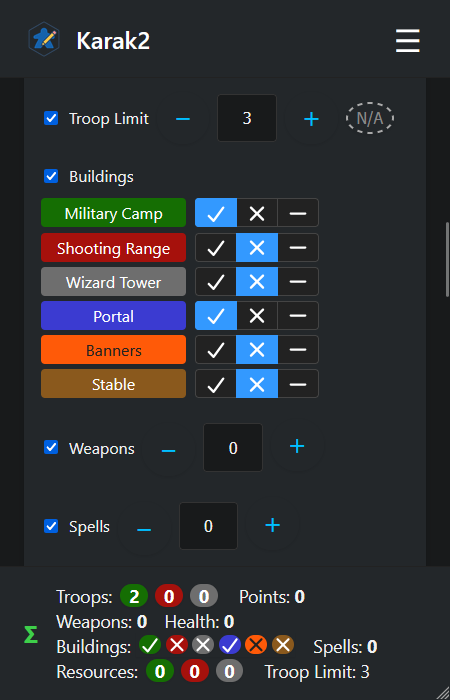 Karak2
Troop Limit 3 N/A
Buildings
Military Camp
Shooting Range
Wizard Tower
Portal
Banners
Stable
Weapons 0
Spells 0
Troops: 2 0 0 Points: 0
Weapons: 0 Health: 0
Buildings: Spells: 0
Resources: 0 0 0 Troop Limit: 3